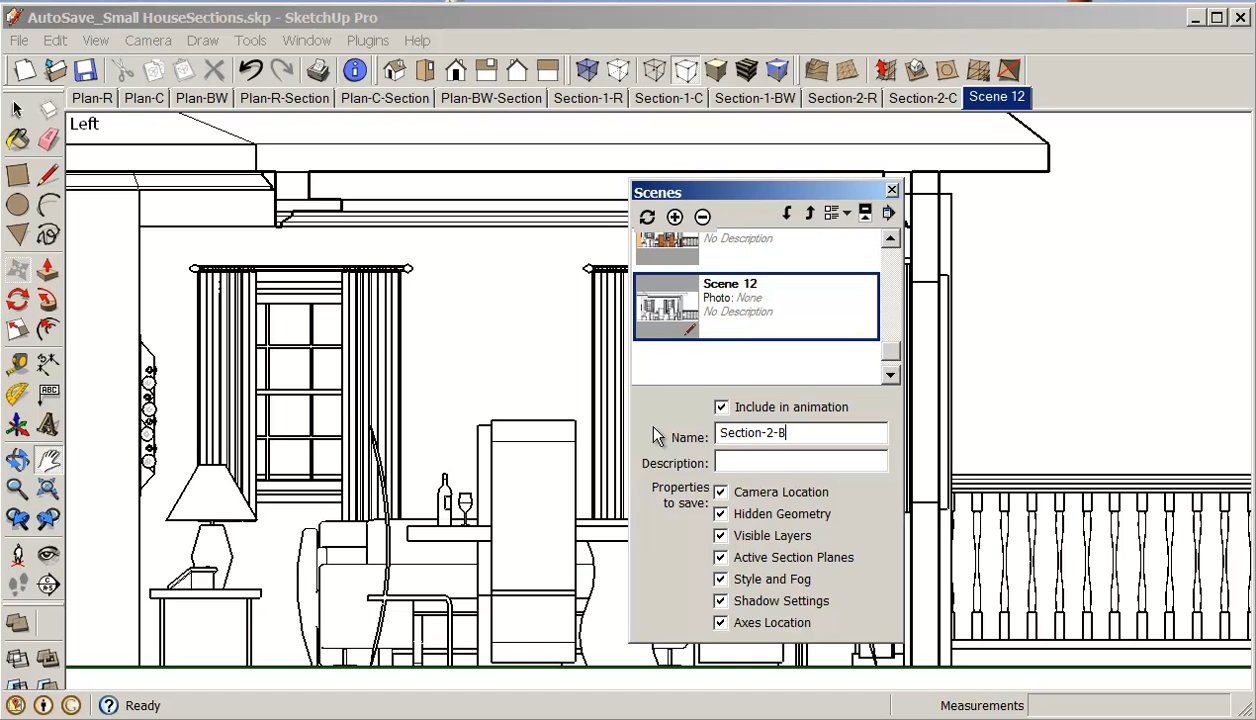 AutoSave_Small HouseSections.skp - SketchUp Pro
File Edit View Camera Draw Tools Window Plugins Help
Plan-R Plan-C Plan-BW Plan-R-Section Plan-C-Section Plan-BW-Section Section-1-R Section-1-C Section-1-BW Section-2-R Section-2-C Scene 12
Left
Scenes
No Description
Scene 12
Photo: None
No Description
Include in animation
Name: Section-2-B
Description:
Properties to save:
Camera Location
Hidden Geometry
Visible Layers
Active Section Planes
Style and Fog
Shadow Settings
Axes Location
ABC
Ready
Measurements